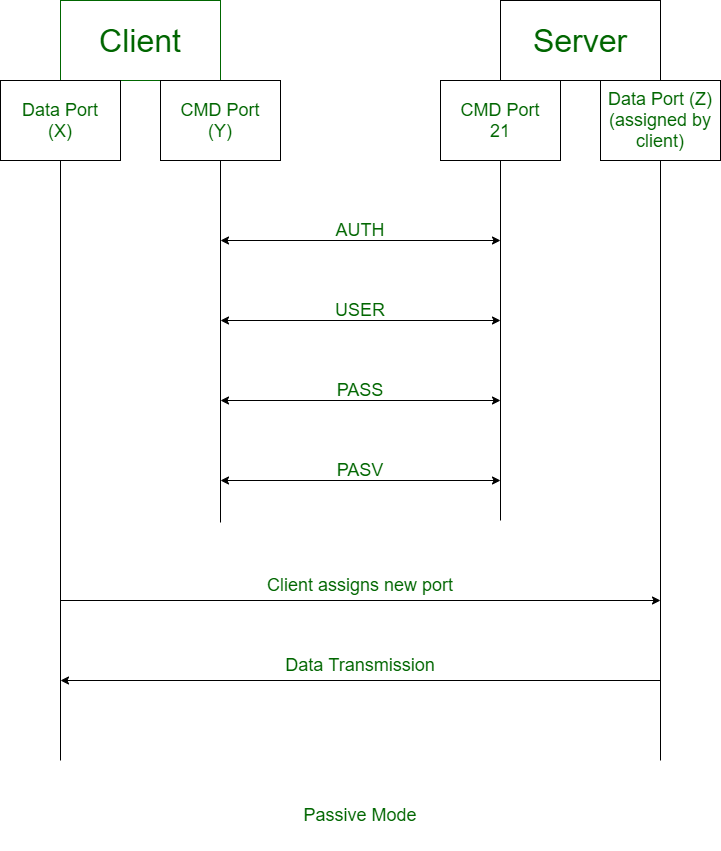 Client
Server
Data Port
(X)
CMD Port
(Y)
CMD Port
21
Data Port (Z)
(assigned by
client)
AUTH
USER
PASS
PASV
Client assigns new port
Data Transmission
Passive Mode